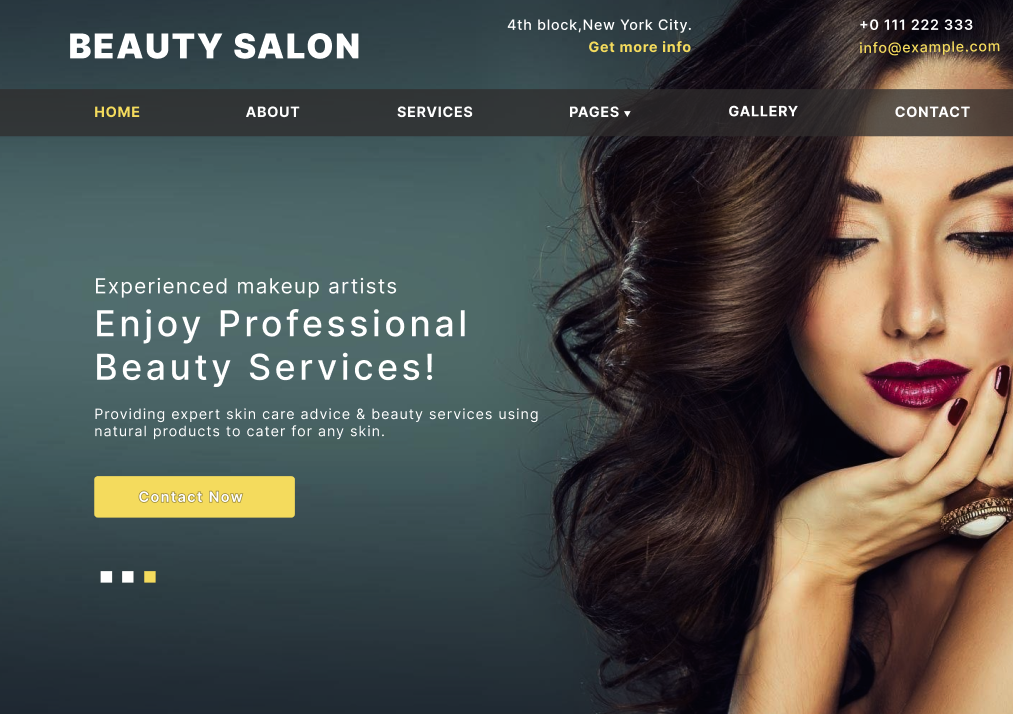 BEAUTY SALON
4th block,New York City.
Get more info
+0 111 222 333
info@example.com
HOME
ABOUT
SERVICES
PAGES ▾
GALLERY
CONTACT
Experienced makeup artists
Enjoy Professional
Beauty Services!
Providing expert skin care advice & beauty services using
natural products to cater for any skin.
Contact Now